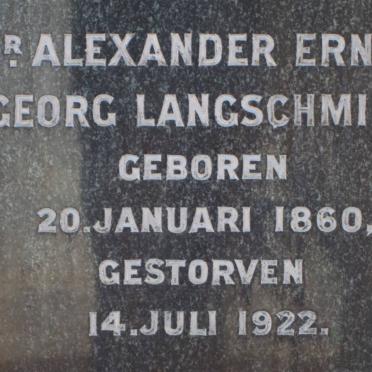 R. ALEXANDER ERN
GEORG LANGSCHMI
GEBOREN
20. JANUARI 1860,
GESTORVEN
14. JULI 1922.